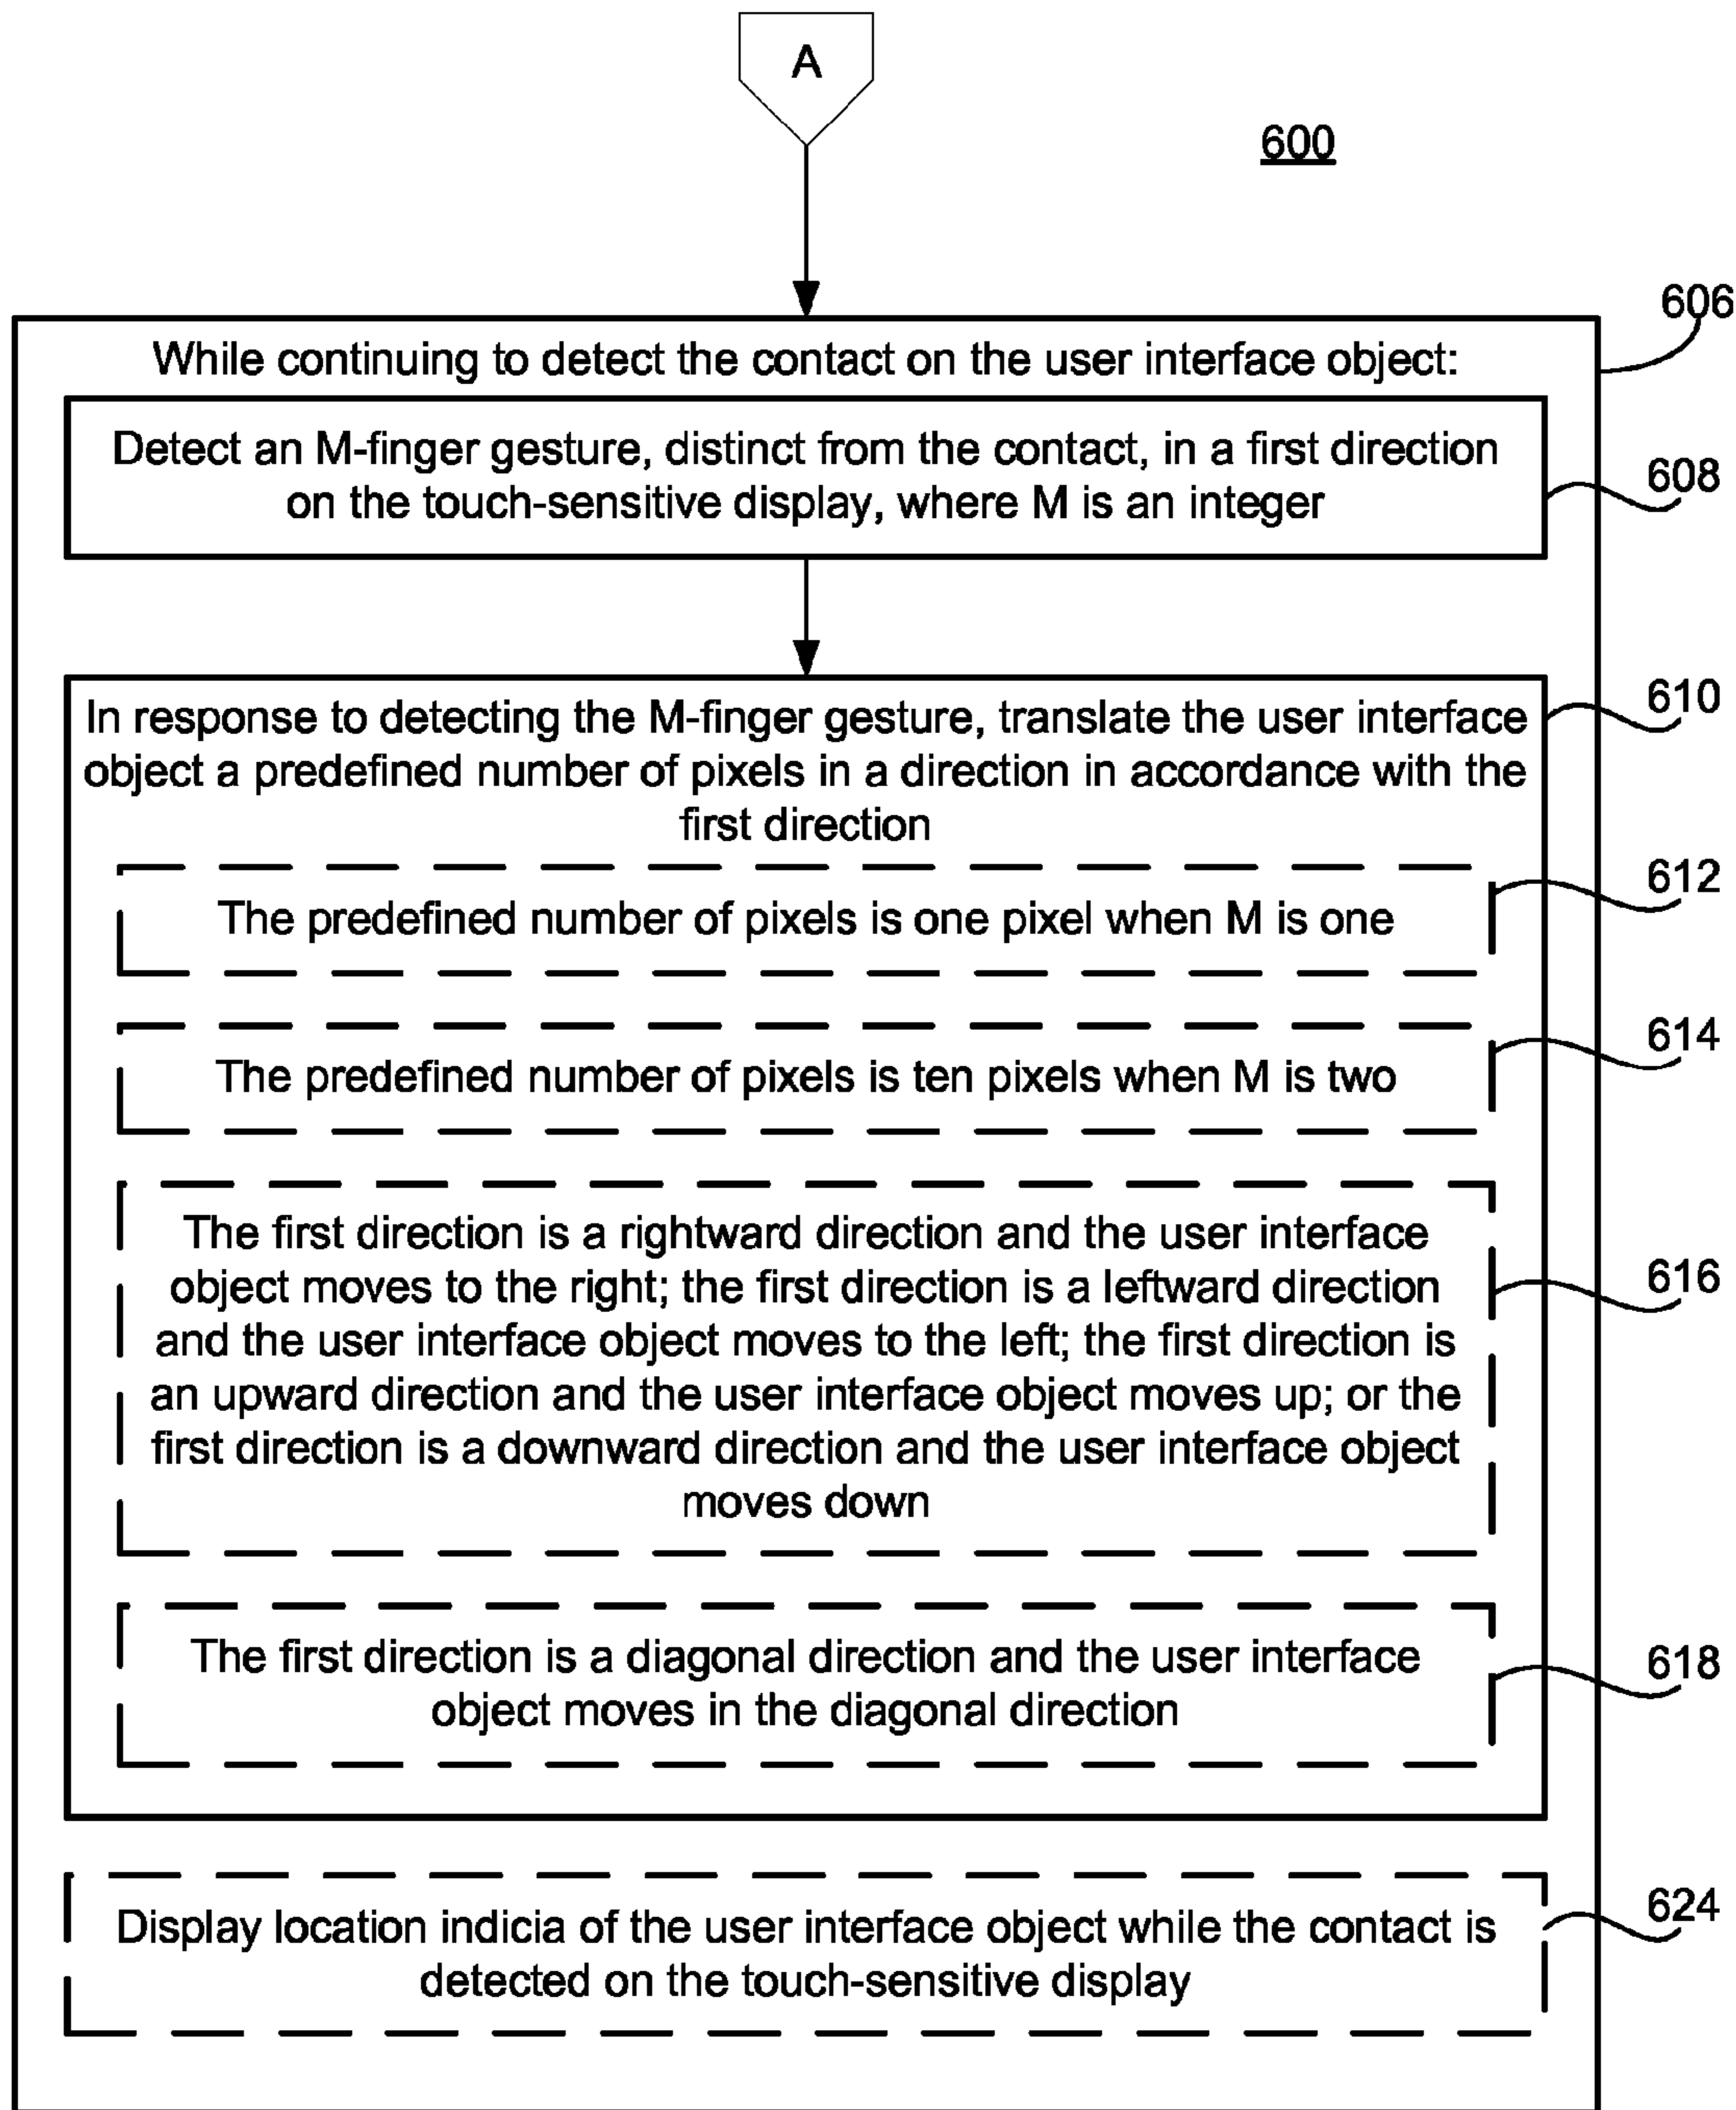 A
600
606
While continuing to detect the contact on the user interface object:
Detect an M-finger gesture, distinct from the contact, in a first direction
on the touch-sensitive display, where M is an integer
608
In response to detecting the M-finger gesture, translate the user interface
object a predefined number of pixels in a direction in accordance with the
first direction
610
The predefined number of pixels is one pixel when M is one
612
The predefined number of pixels is ten pixels when M is two
614
The first direction is a rightward direction and the user interface
object moves to the right; the first direction is a leftward direction
and the user interface object moves to the left; the first direction is
an upward direction and the user interface object moves up; or the
first direction is a downward direction and the user interface object
moves down
616
The first direction is a diagonal direction and the user interface
object moves in the diagonal direction
618
Display location indicia of the user interface object while the contact is
detected on the touch-sensitive display
624